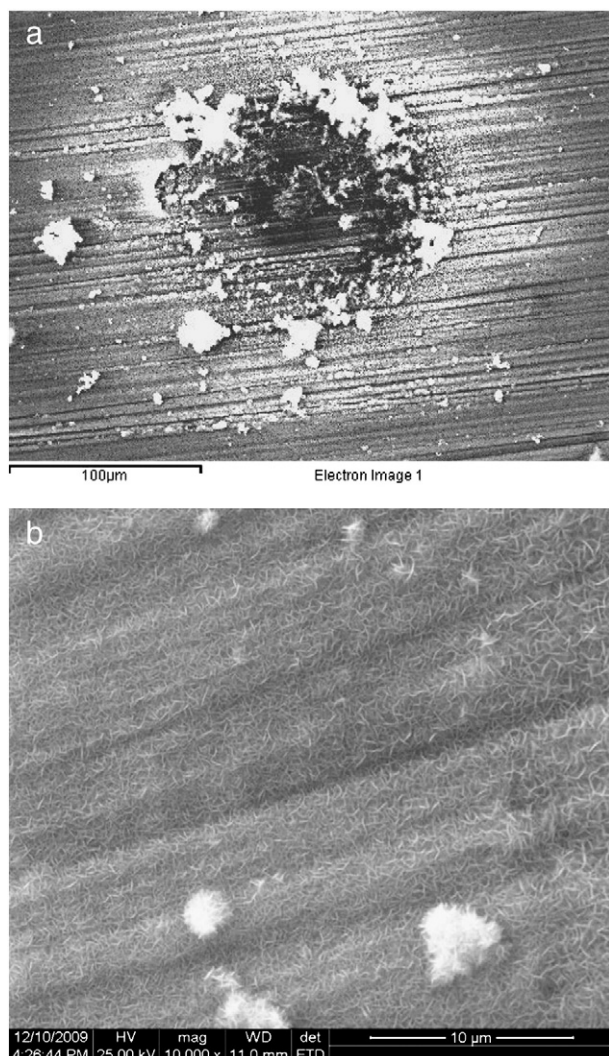 a
100µm
Electron Image 1
b
12/10/2009 HV mag WD det 10 µm
4:26:44 PM 25.00 kV 10 000 x 11.0 mm ETD